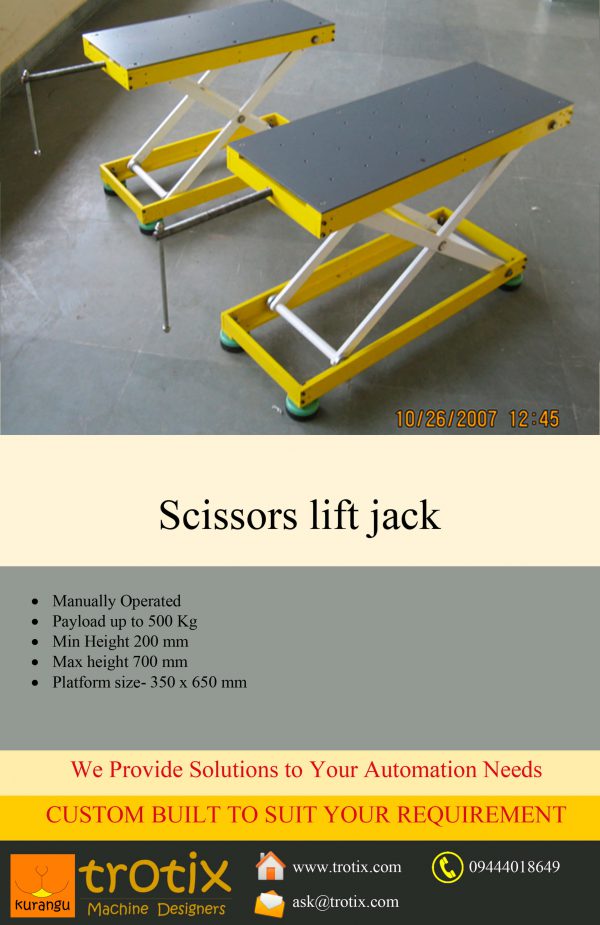 10/26/2007 12:45
Scissors lift jack
• Manually Operated
• Payload up to 500 Kg
• Min Height 200 mm
• Max height 700 mm
• Platform size- 350 x 650 mm
We Provide Solutions to Your Automation Needs
CUSTOM BUILT TO SUIT YOUR REQUIREMENT
kurangu
trotix
Machine Designers
www.trotix.com
09444018649
ask@trotix.com